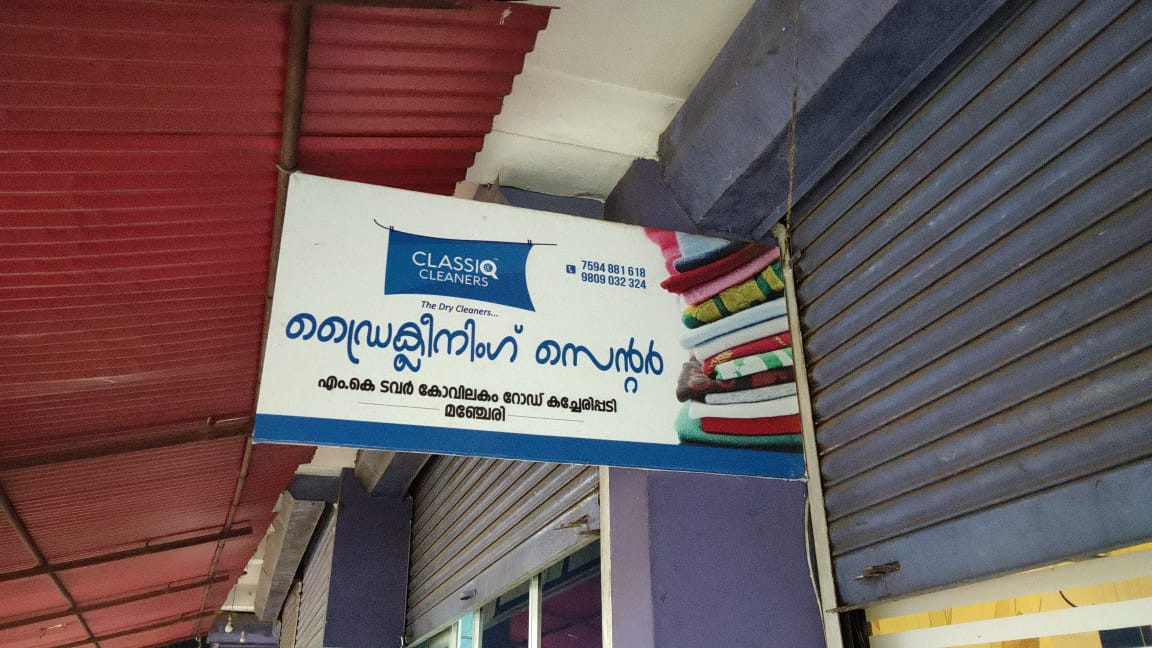 CLASSIQ
CLEANERS
The Dry Cleaners...
7594 881 618
9809 032 324
ഡ്രൈക്ലീനിംഗ് സെന്റർ
എം.കെ ടവർ കോവിലകം റോഡ് കച്ചേരിപ്പടി
മഞ്ചേരി